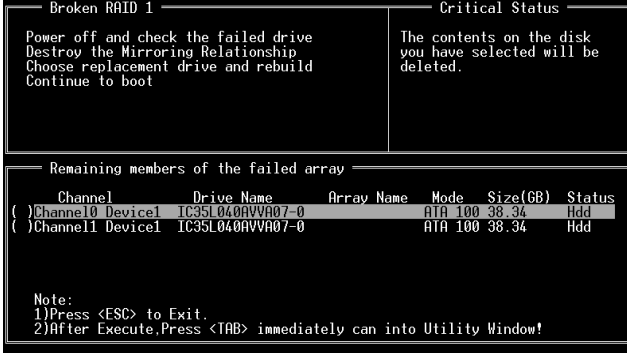 Broken RAID 1
Critical Status
Power off and check the failed drive
Destroy the Mirroring Relationship
Choose replacement drive and rebuild
Continue to boot
The contents on the disk
you have selected will be
deleted.
Remaining members of the failed array
Channel Drive Name Array Name Mode Size(GB) Status
( )Channel0 Device1 IC35L040AVVA07-0 ATA 100 38.34 Hdd
( )Channel1 Device1 IC35L040AVVA07-0 ATA 100 38.34 Hdd
Note:
1)Press <ESC> to Exit.
2)After Execute,Press <TAB> immediately can into Utility Window!